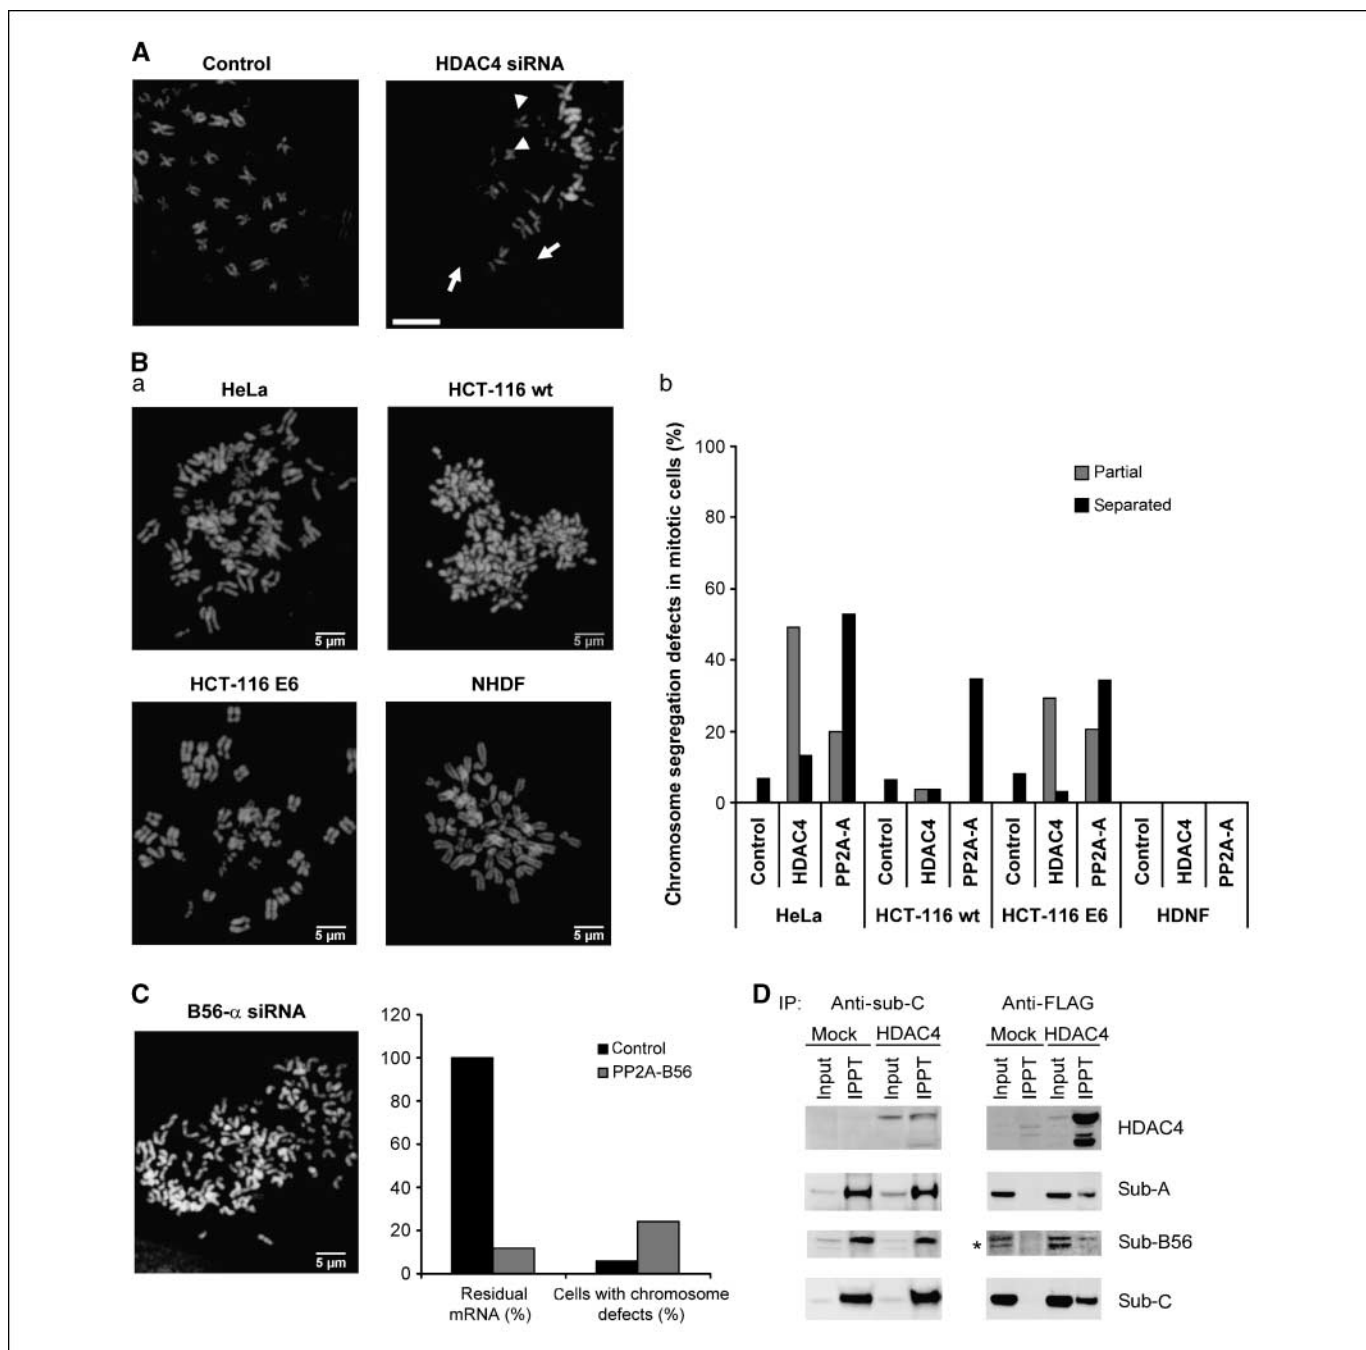 A
Control
HDAC4 siRNA
B
a
HeLa
HCT-116 wt
5 µm
5 µm
HCT-116 E6
NHDF
5 µm
5 µm
b
Chromosome segregation defects in mitotic cells (%)
100
80
60
40
20
0
Partial
Separated
Control
HDAC4
PP2A-A
Control
HDAC4
PP2A-A
Control
HDAC4
PP2A-A
Control
HDAC4
PP2A-A
HeLa
HCT-116 wt
HCT-116 E6
HDNF
C
B56-α siRNA
5 µm
120
100
80
60
40
20
0
Control
PP2A-B56
Residual
mRNA (%)
Cells with chromosome
defects (%)
D
IP:
Anti-sub-C
Anti-FLAG
Mock
HDAC4
Mock
HDAC4
Input
IPPT
Input
IPPT
Input
IPPT
Input
IPPT
HDAC4
Sub-A
*
Sub-B56
Sub-C